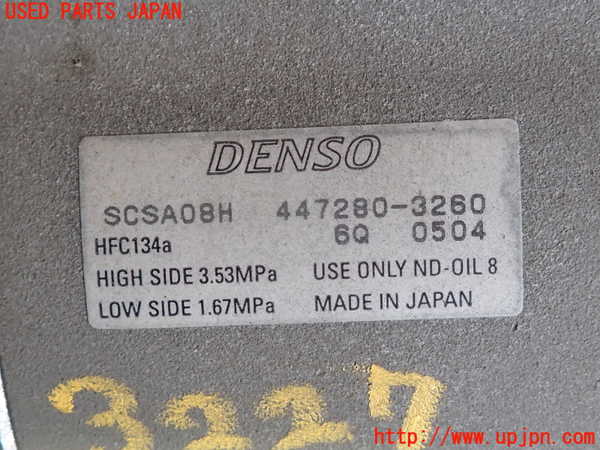 USED PARTS JAPAN
DENSO
SCSA08H 447280-3260
HFC134a 6Q 0504
HIGH SIDE 3.53MPa USE ONLY ND-OIL 8
LOW SIDE 1.67MPa MADE IN JAPAN
3227
UPJ
http://www.upjpn.com/